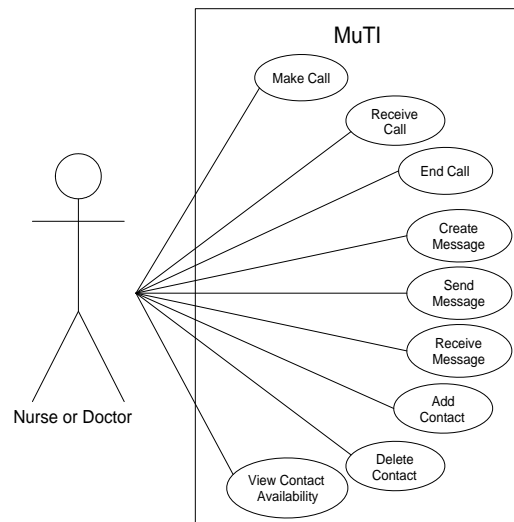 MuTI
Make Call
Receive
Call
End Call
Create
Message
Send
Message
Receive
Message
Add
Contact
Delete
Contact
View Contact
Availability
Nurse or Doctor